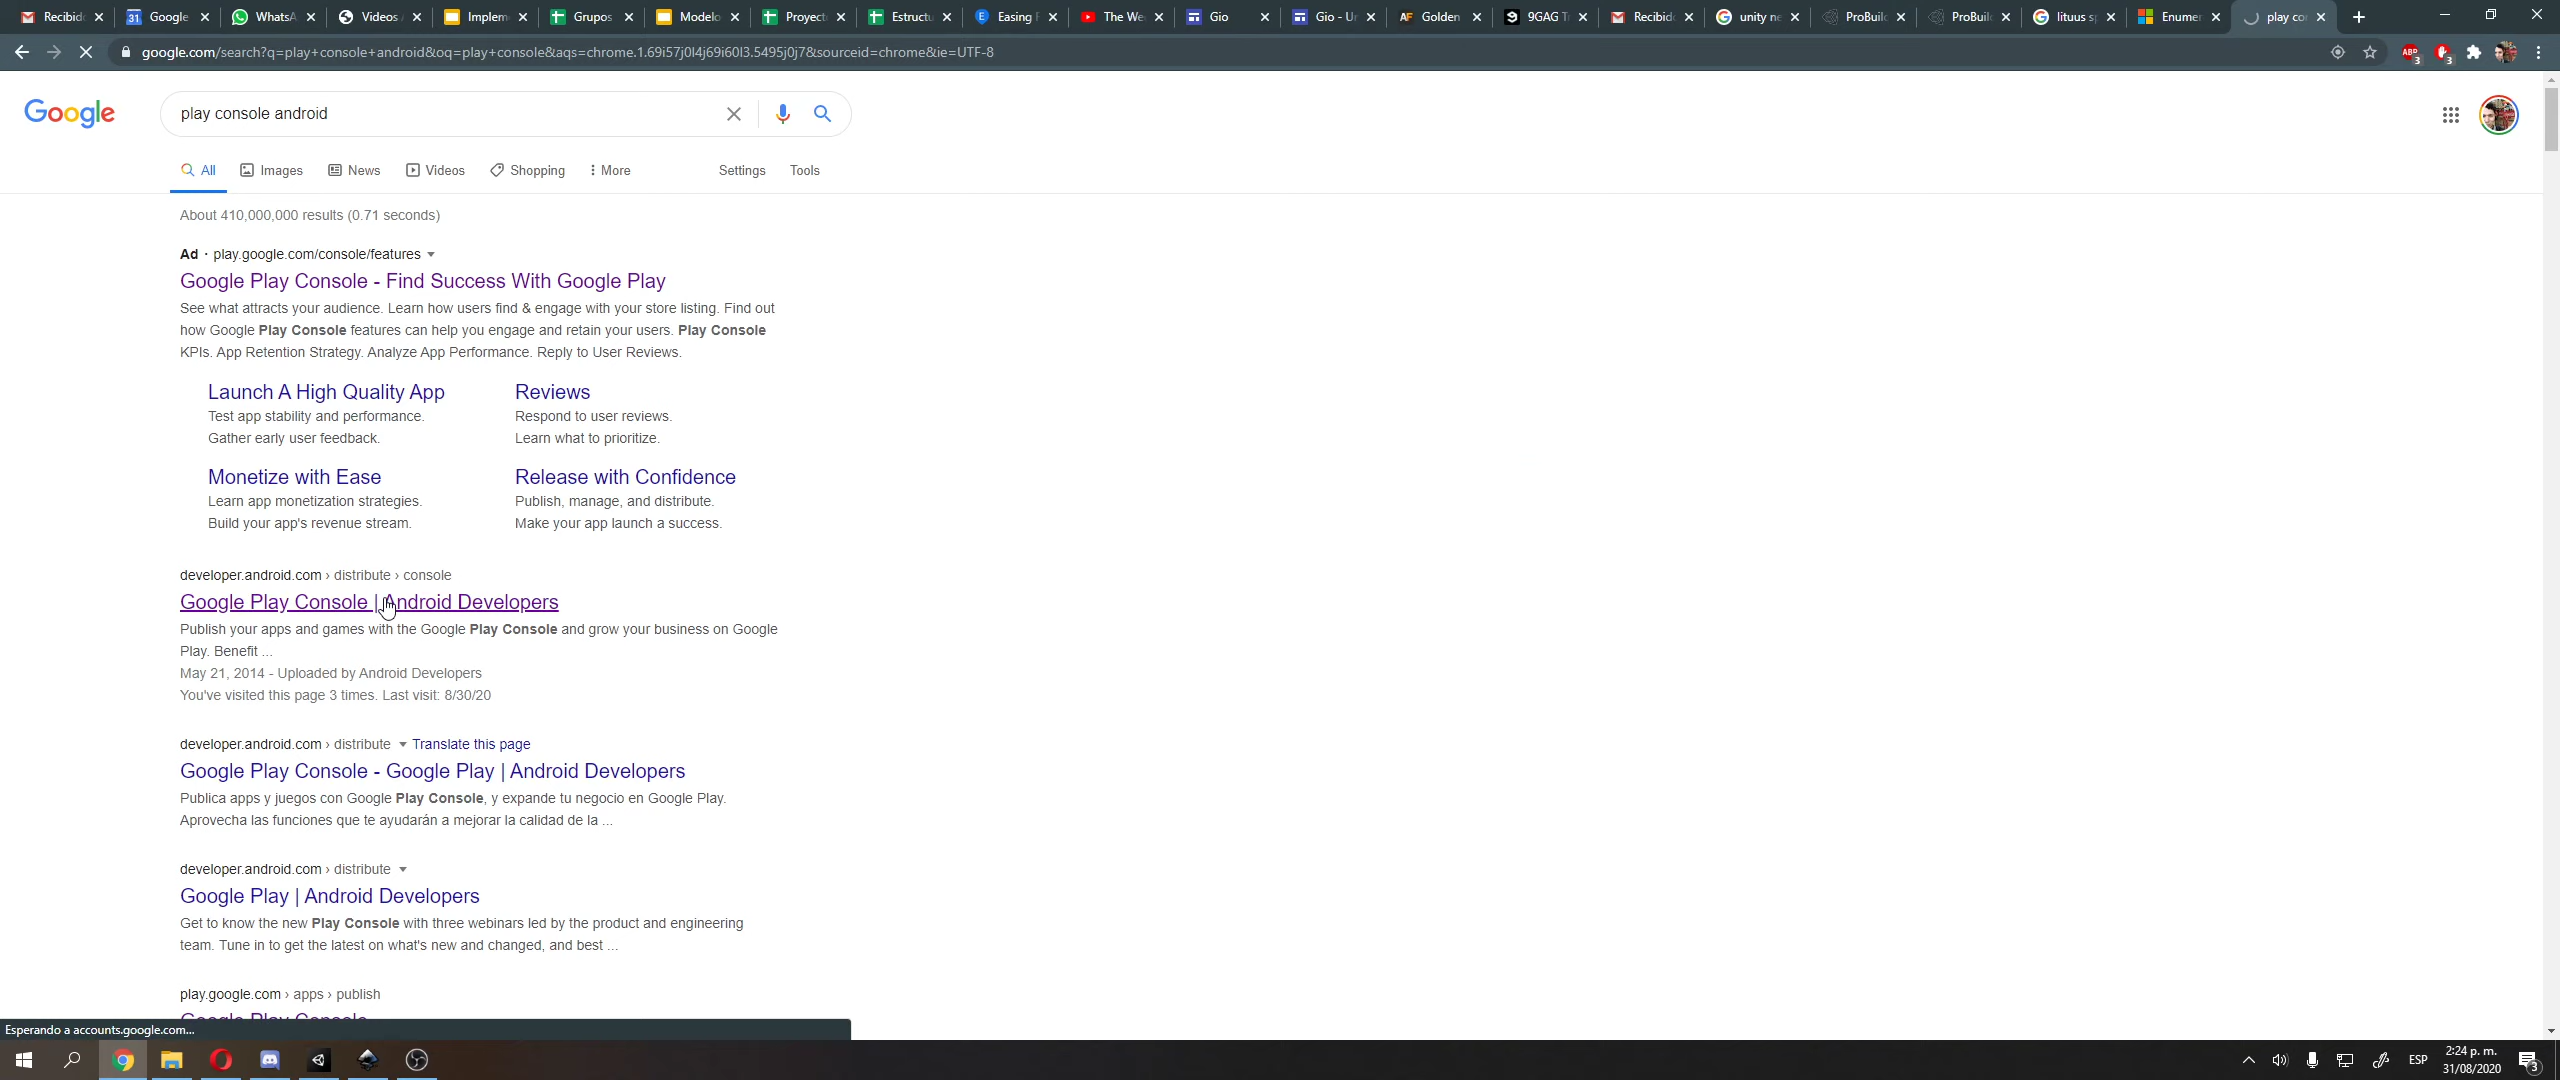 Recibid
Google
WhatsA
Videos
Implem
Grupos
Modelo
Proyect
Estructu
Easing F
The We
Gio
Gio - Un
Golden
9GAG T
Recibid
unity ne
ProBuil
ProBuil
lituus sp
Enumer
play co
google.com/search?q=play+console+android&oq=play+console&aqs=chrome.1.69i57j0l4j69i60l3.5495j0j7&sourceid=chrome&ie=UTF-8
Google
play console android
All
Images
News
Videos
Shopping
More
Settings
Tools
About 410,000,000 results (0.71 seconds)
Ad · play.google.com/console/features
Google Play Console - Find Success With Google Play
See what attracts your audience. Learn how users find & engage with your store listing. Find out
how Google Play Console features can help you engage and retain your users. Play Console
KPIs. App Retention Strategy. Analyze App Performance. Reply to User Reviews.
Launch A High Quality App
Test app stability and performance.
Gather early user feedback.
Reviews
Respond to user reviews.
Learn what to prioritize.
Monetize with Ease
Learn app monetization strategies.
Build your app's revenue stream.
Release with Confidence
Publish, manage, and distribute.
Make your app launch a success.
developer.android.com › distribute › console
Google Play Console | Android Developers
Publish your apps and games with the Google Play Console and grow your business on Google
Play. Benefit ...
May 21, 2014 - Uploaded by Android Developers
You've visited this page 3 times. Last visit: 8/30/20
developer.android.com › distribute
Translate this page
Google Play Console - Google Play | Android Developers
Publica apps y juegos con Google Play Console, y expande tu negocio en Google Play.
Aprovecha las funciones que te ayudarán a mejorar la calidad de la ...
developer.android.com › distribute
Google Play | Android Developers
Get to know the new Play Console with three webinars led by the product and engineering
team. Tune in to get the latest on what's new and changed, and best ...
play.google.com › apps › publish
Google Play Console
Esperando a accounts.google.com...
ESP
2:24 p. m.
31/08/2020
3